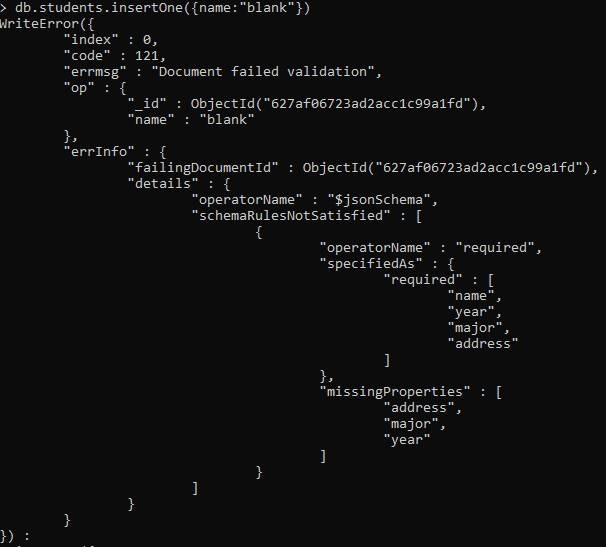 > db.students.insertOne({name:"blank"})
WriteError({
        "index" : 0,
        "code" : 121,
        "errmsg" : "Document failed validation",
        "op" : {
                "_id" : ObjectId("627af06723ad2acc1c99a1fd"),
                "name" : "blank"
        },
        "errInfo" : {
                "failingDocumentId" : ObjectId("627af06723ad2acc1c99a1fd"),
                "details" : {
                        "operatorName" : "$jsonSchema",
                        "schemaRulesNotSatisfied" : [
                                {
                                        "operatorName" : "required",
                                        "specifiedAs" : {
                                                "required" : [
                                                        "name",
                                                        "year",
                                                        "major",
                                                        "address"
                                                ]
                                        },
                                        "missingProperties" : [
                                                "address",
                                                "major",
                                                "year"
                                        ]
                                }
                        ]
                }
        }
}) :